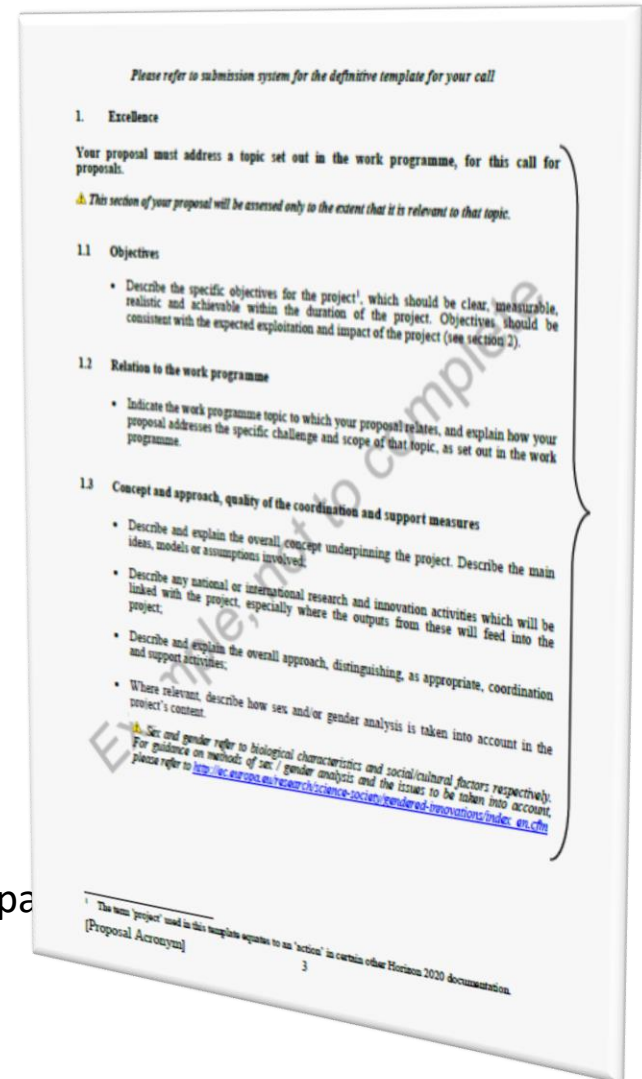 Please refer to submission system for the definitive template for your call
1. Excellence
Your proposal must address a topic set out in the work programme, for this call for
proposals.
⚠ This section of your proposal will be assessed only to the extent that it is relevant to that topic.
1.1 Objectives
• Describe the specific objectives for the project¹, which should be clear, measurable,
realistic and achievable within the duration of the project. Objectives should be
consistent with the expected exploitation and impact of the project (see section 2).
1.2 Relation to the work programme
• Indicate the work programme topic to which your proposal relates, and explain how your
proposal addresses the specific challenge and scope of that topic, as set out in the work
programme.
1.3 Concept and approach, quality of the coordination and support measures
• Describe and explain the overall concept underpinning the project. Describe the main
ideas, models or assumptions involved;
• Describe any national or international research and innovation activities which will be
linked with the project, especially where the outputs from these will feed into the
project;
• Describe and explain the overall approach, distinguishing, as appropriate, coordination
and support activities;
• Where relevant, describe how sex and/or gender analysis is taken into account in the
project's content.
⚠ Sex and gender refer to biological characteristics and social/cultural factors respectively.
For guidance on methods of sex / gender analysis and the issues to be taken into account,
please refer to http://ec.europa.eu/research/science-society/gendered-innovations/index_en.cfm
Example, not to complete
pa
¹ The term 'project' used in this template equates to an 'action' in certain other Horizon 2020 documentation.
[Proposal Acronym]
3